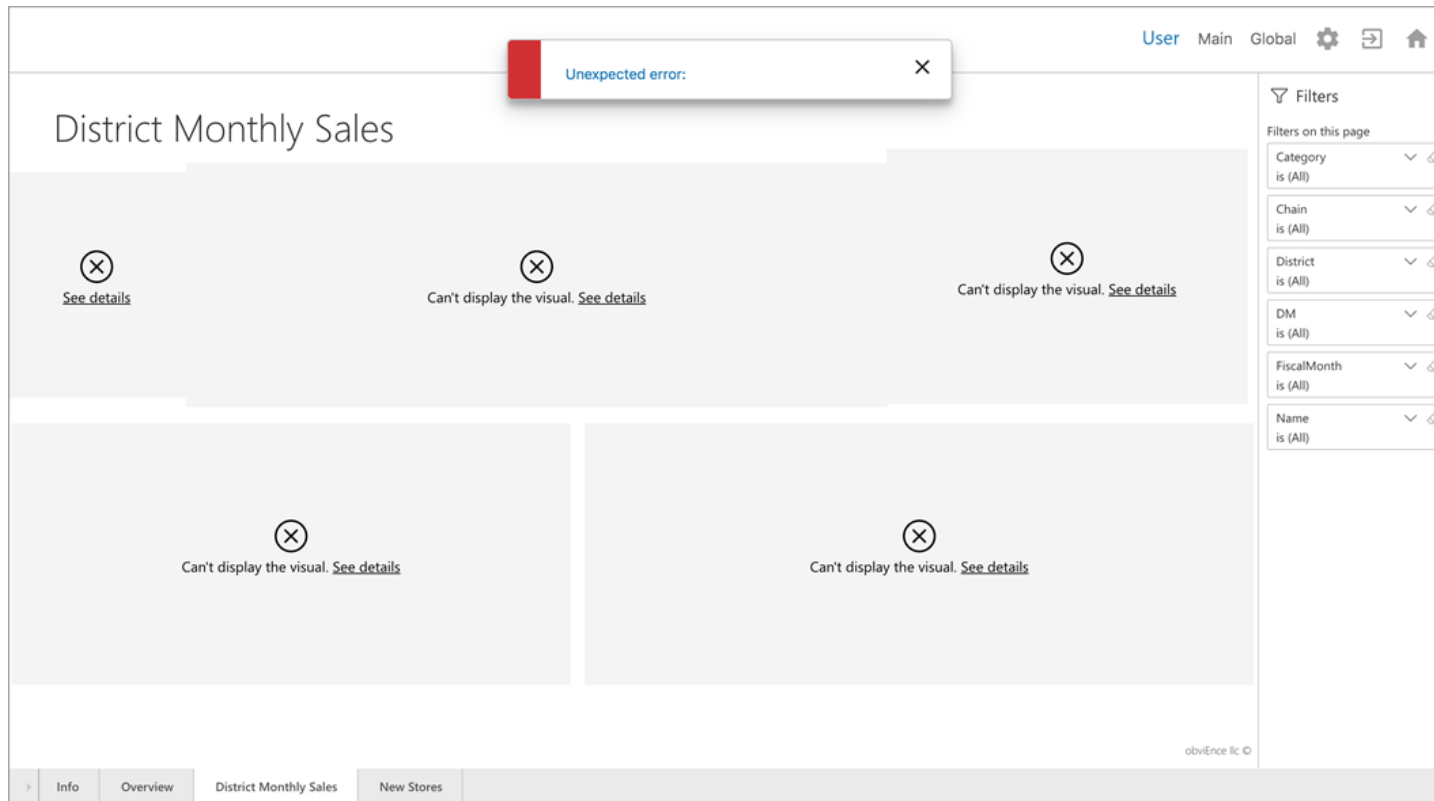 User Main Global
Unexpected error:
District Monthly Sales
See details
Can't display the visual. See details
Can't display the visual. See details
Can't display the visual. See details
Can't display the visual. See details
obviEnce llc ©
Filters
Filters on this page
Category
is (All)
Chain
is (All)
District
is (All)
DM
is (All)
FiscalMonth
is (All)
Name
is (All)
Info Overview District Monthly Sales New Stores